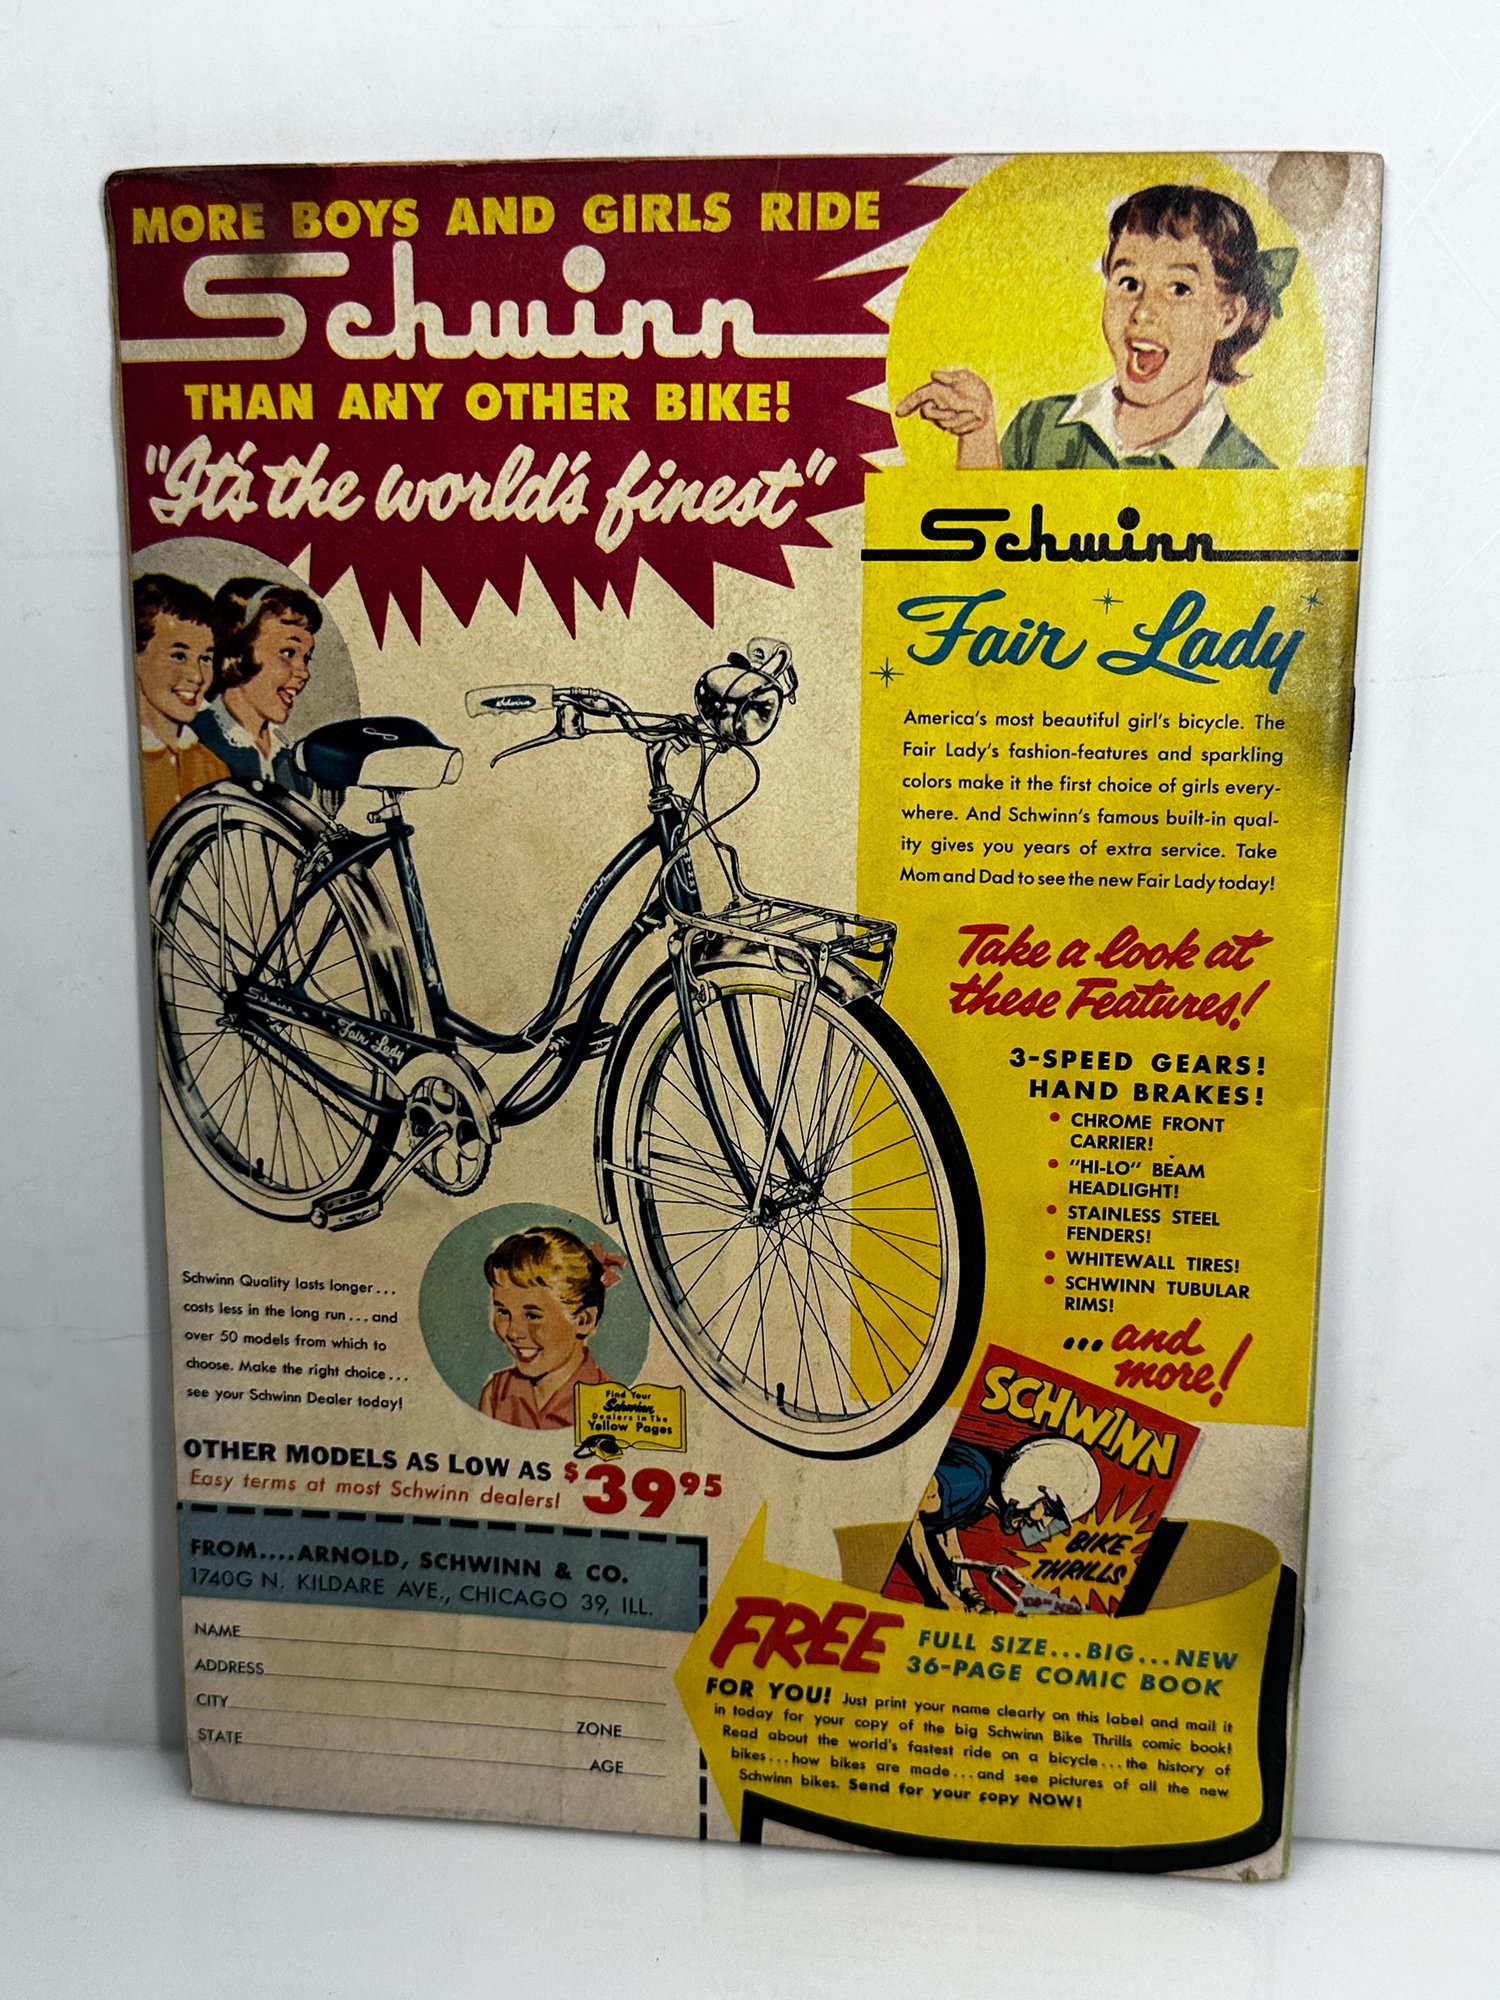 MORE BOYS AND GIRLS RIDE
Schwinn
THAN ANY OTHER BIKE!
"It's the world's finest"
Schwinn
Fair Lady
America's most beautiful girl's bicycle. The
Fair Lady's fashion-features and sparkling
colors make it the first choice of girls every-
where. And Schwinn's famous built-in qual-
ity gives you years of extra service. Take
Mom and Dad to see the new Fair Lady today!
Take a look at
these Features!
3-SPEED GEARS!
HAND BRAKES!
• CHROME FRONT
CARRIER!
• "HI-LO" BEAM
HEADLIGHT!
• STAINLESS STEEL
FENDERS!
• WHITEWALL TIRES!
• SCHWINN TUBULAR
RIMS!
...and
more!
Schwinn
Schwinn
Schwinn
Fair Lady
Schwinn Quality lasts longer...
costs less in the long run...and
over 50 models from which to
choose. Make the right choice...
see your Schwinn Dealer today!
Find Your
Schwinn
Dealers in The
Yellow Pages
OTHER MODELS AS LOW AS $39.95
Easy terms at most Schwinn dealers!
FROM....ARNOLD, SCHWINN & CO.
1740G N. KILDARE AVE., CHICAGO 39, ILL.
NAME
ADDRESS
CITY
ZONE
STATE
AGE
SCHWINN
BIKE
THRILLS
FREE
FULL SIZE...BIG...NEW
36-PAGE COMIC BOOK
FOR YOU! Just print your name clearly on this label and mail it
in today for your copy of the big Schwinn Bike Thrills comic book!
Read about the world's fastest ride on a bicycle...the history of
bikes...how bikes are made...and see pictures of all the new
Schwinn bikes. Send for your copy NOW!